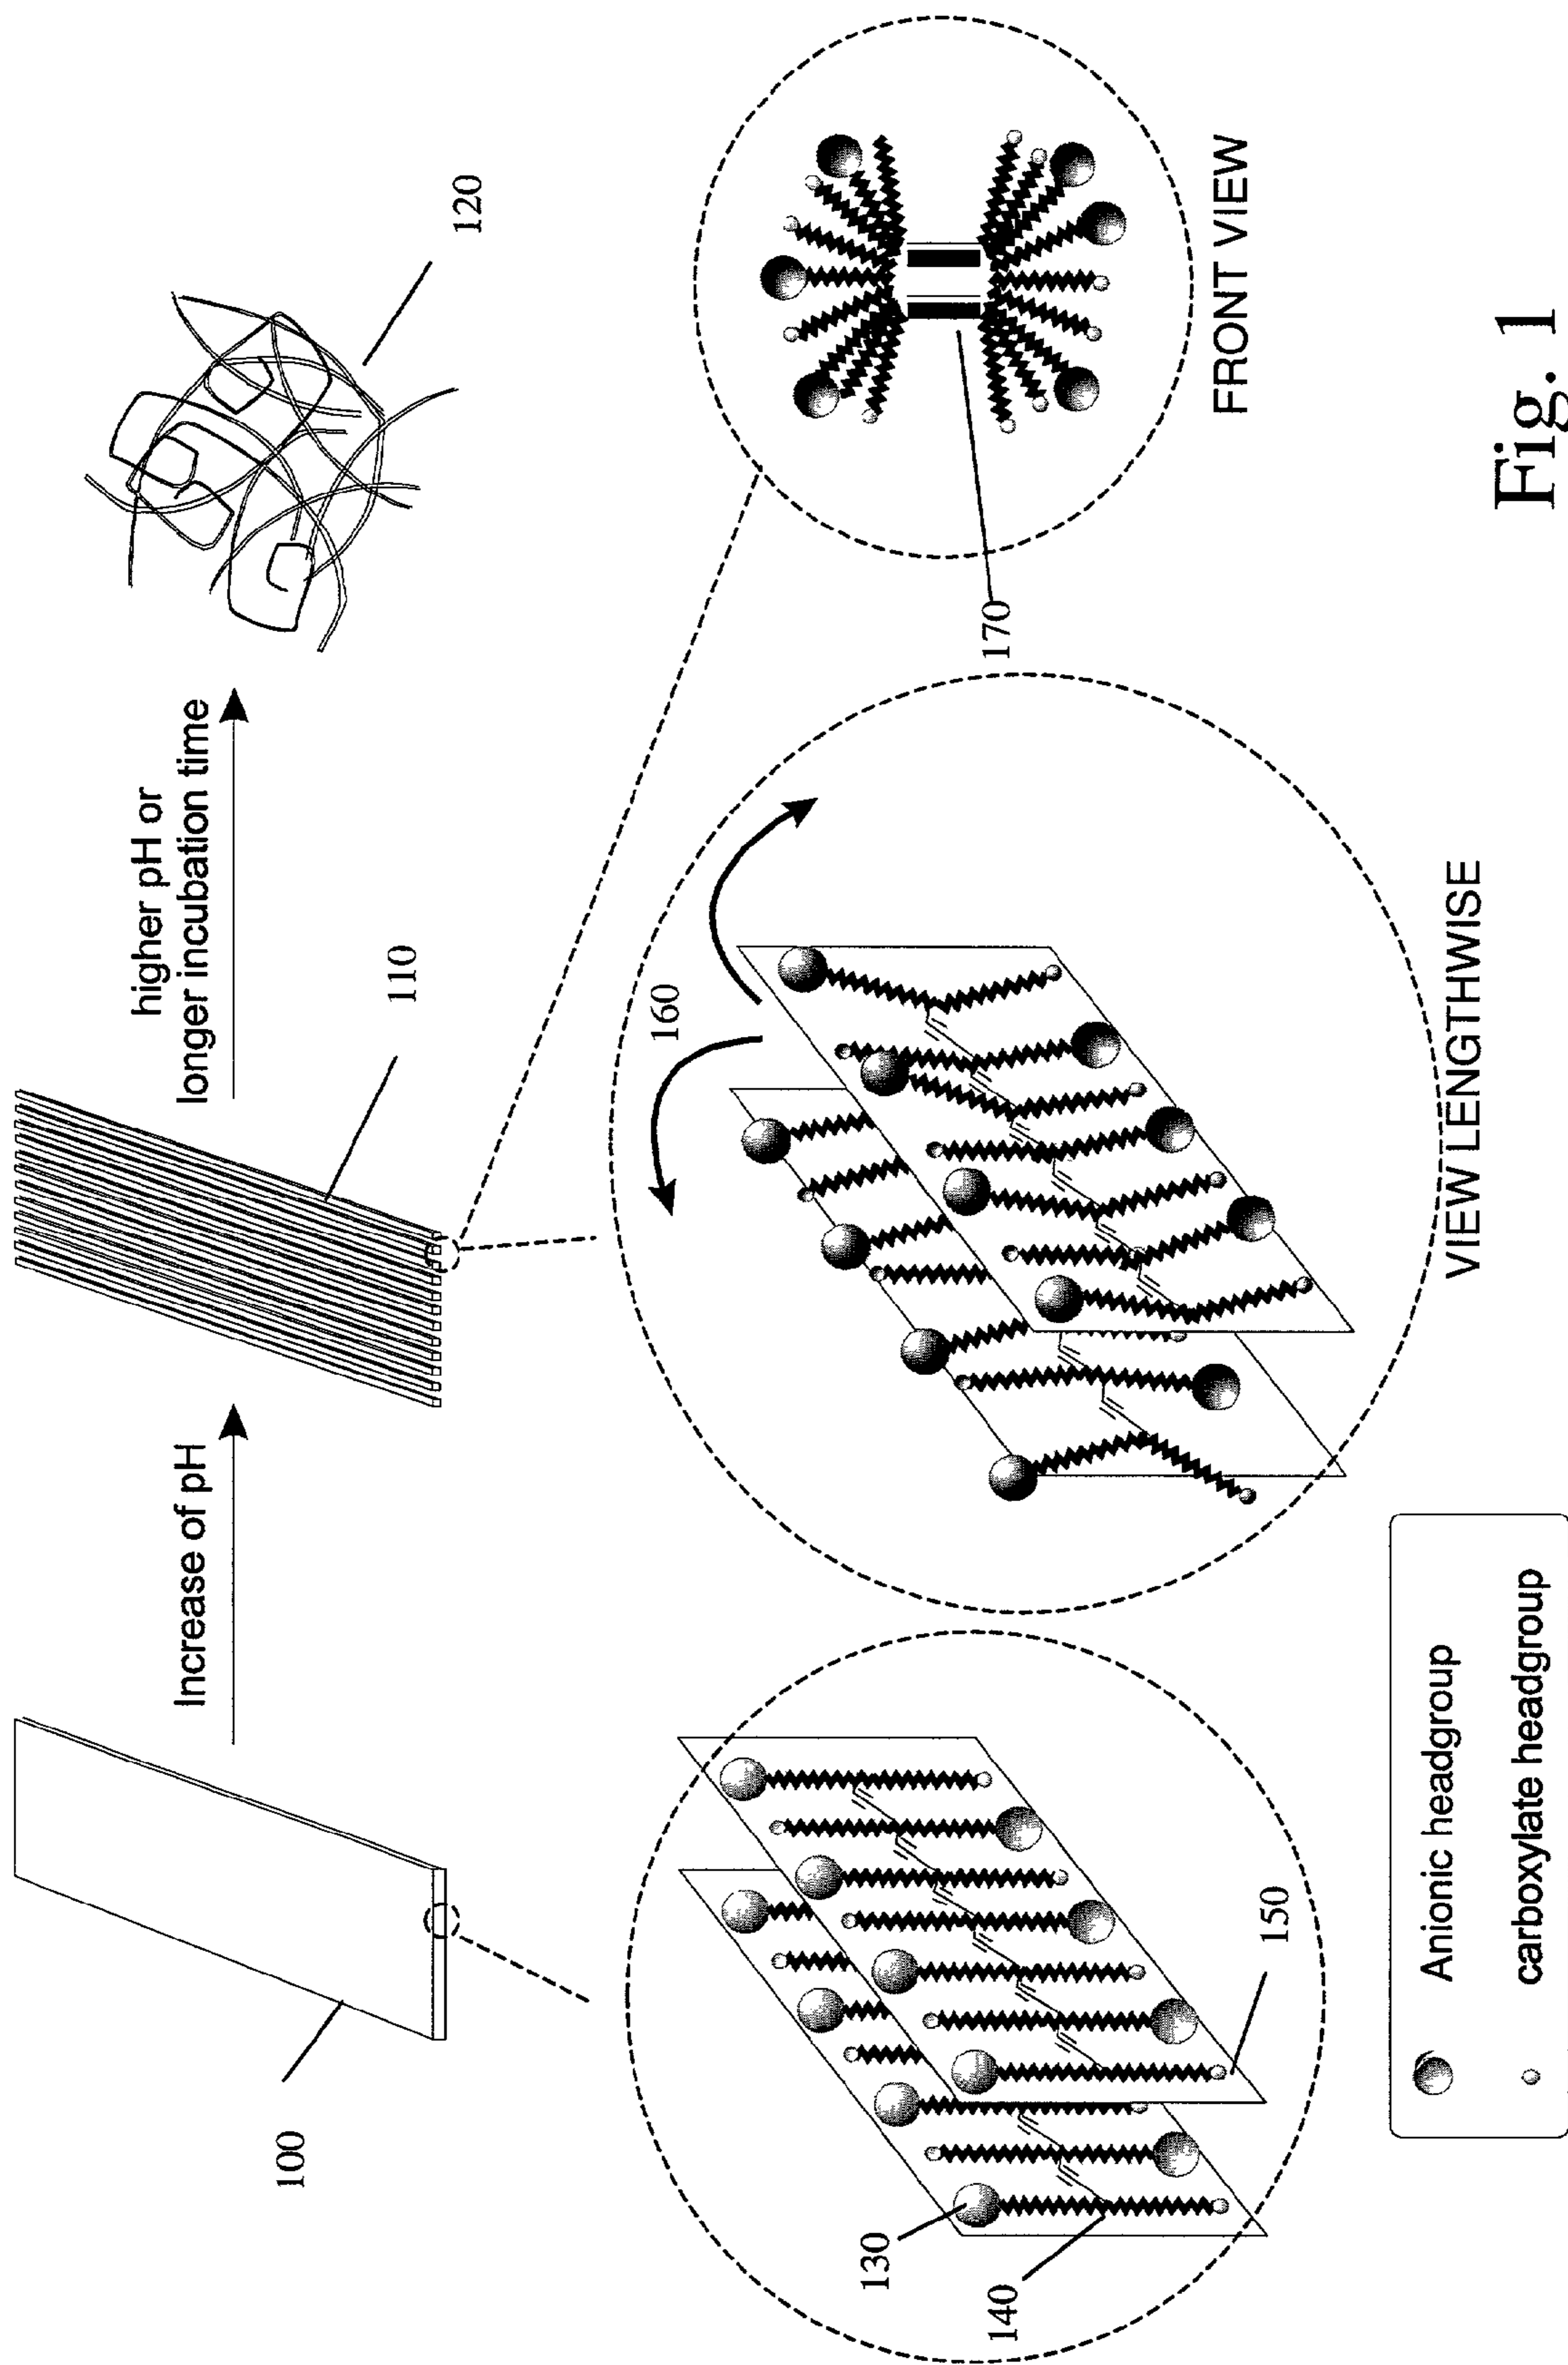 100
Increase of pH
110
higher pH or
longer incubation time
120
130
140
150
160
VIEW LENGTHWISE
170
FRONT VIEW
Anionic headgroup
carboxylate headgroup
Fig. 1